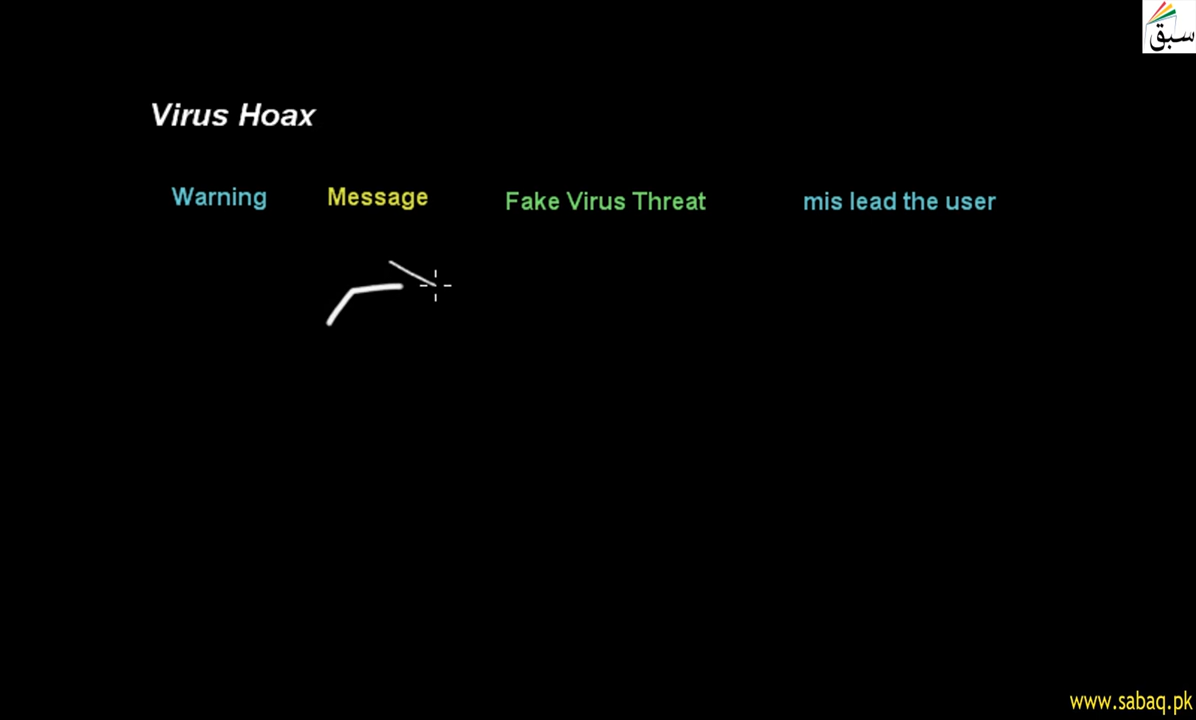 سبق
Virus Hoax
Warning Message Fake Virus Threat mis lead the user
www.sabaq.pk